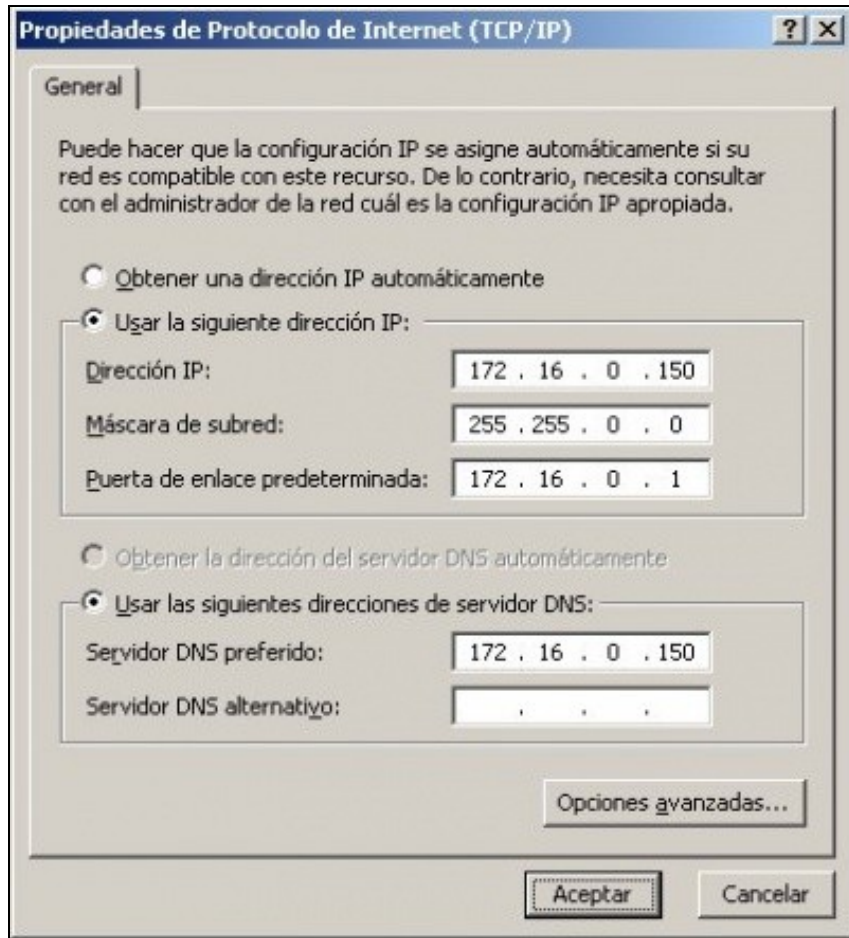 Propiedades de Protocolo de Internet (TCP/IP)
General
Puede hacer que la configuración IP se asigne automáticamente si su
red es compatible con este recurso. De lo contrario, necesita consultar
con el administrador de la red cuál es la configuración IP apropiada.
Obtener una dirección IP automáticamente
Usar la siguiente dirección IP:
Dirección IP: 172 . 16 . 0 . 150
Máscara de subred: 255 . 255 . 0 . 0
Puerta de enlace predeterminada: 172 . 16 . 0 . 1
Obtener la dirección del servidor DNS automáticamente
Usar las siguientes direcciones de servidor DNS:
Servidor DNS preferido: 172 . 16 . 0 . 150
Servidor DNS alternativo: . . .
Opciones avanzadas...
Aceptar Cancelar